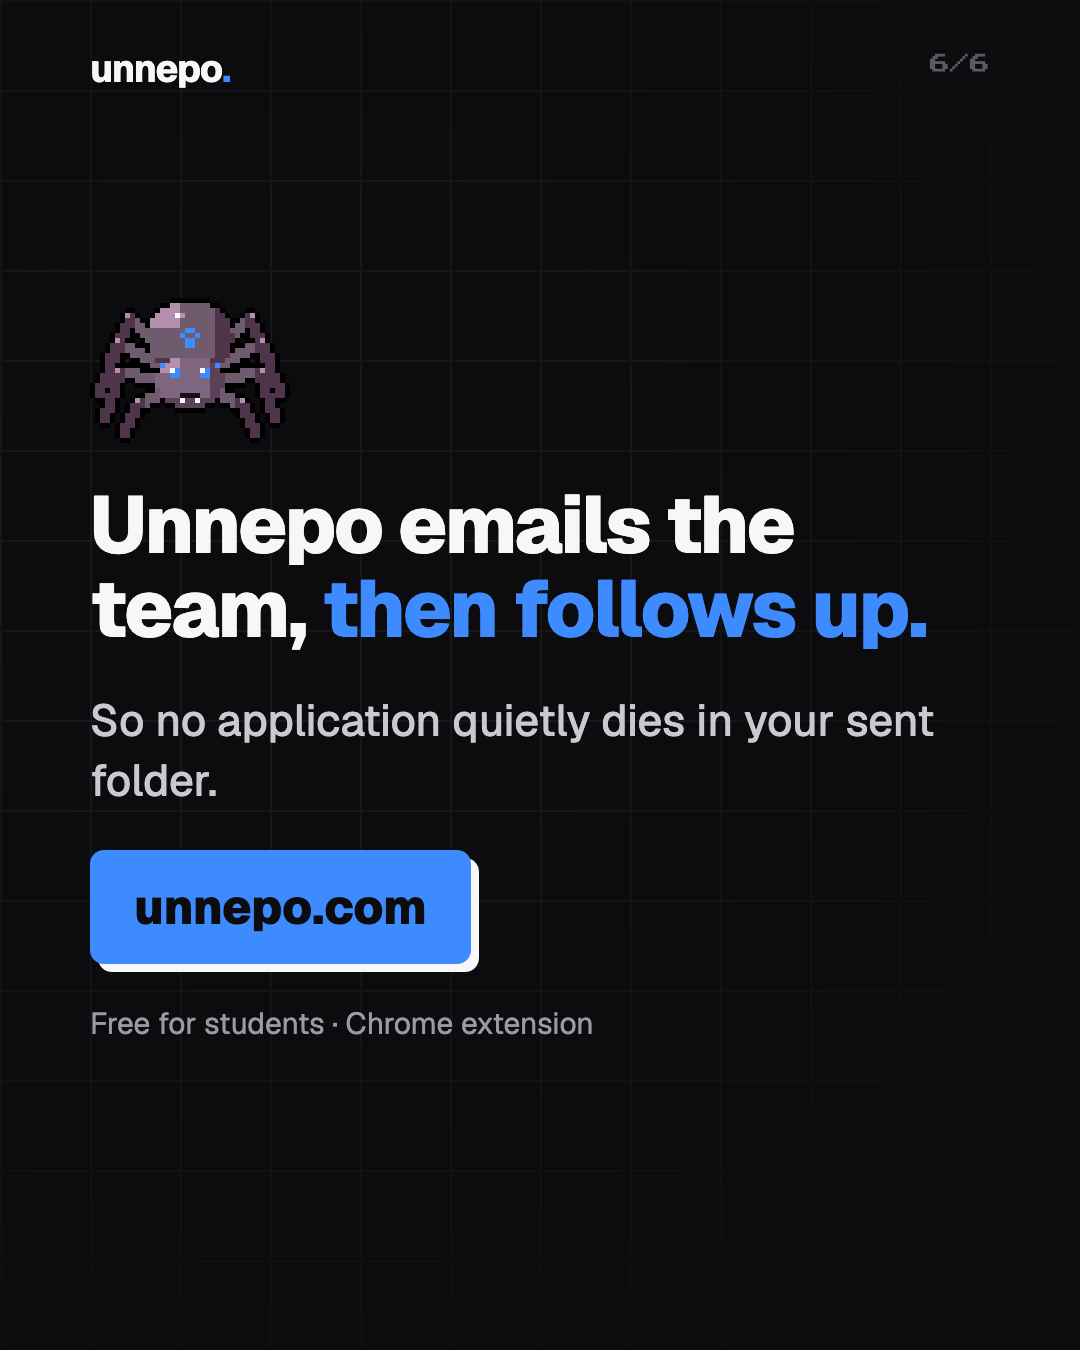 unnepo.
6/6
Unnepo emails the
team, then follows up.
So no application quietly dies in your sent
folder.
unnepo.com
Free for students · Chrome extension